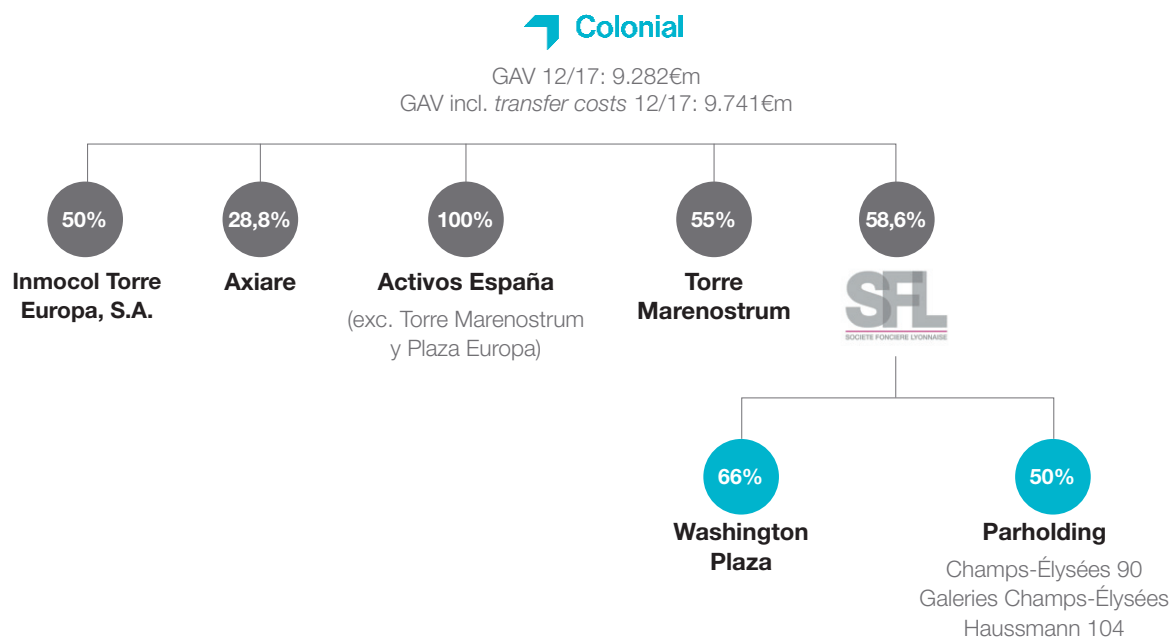 Colonial
GAV 12/17: 9.282€m
GAV incl. transfer costs 12/17: 9.741€m
50%
28,8%
100%
55%
58,6%
Inmocol Torre
Europa, S.A.
Axiare
Activos España
(exc. Torre Marenostrum
y Plaza Europa)
Torre
Marenostrum
SFL
SOCIETE FONCIERE LYONNAISE
66%
50%
Washington
Plaza
Parholding
Champs-Élysées 90
Galeries Champs-Élysées
Haussmann 104